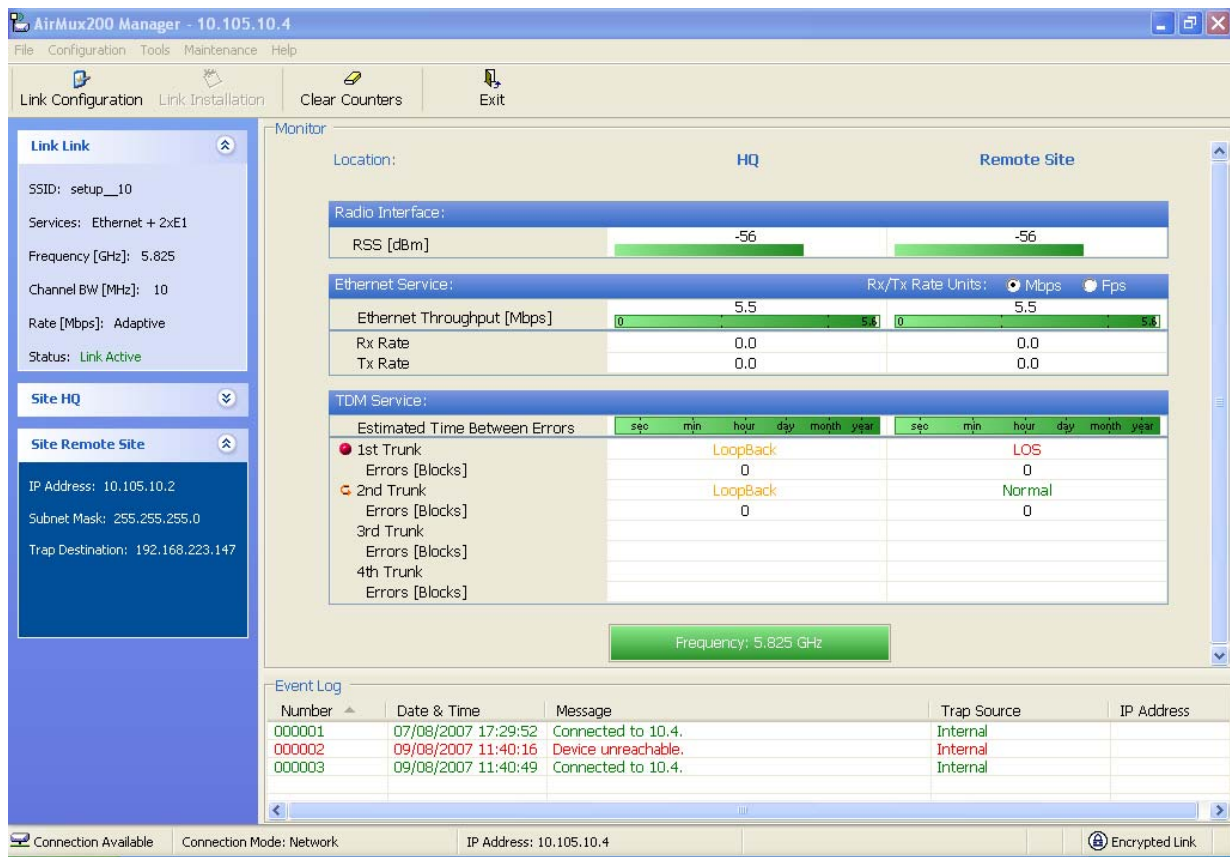 AirMux200 Manager - 10.105.10.4
File Configuration Tools Maintenance Help
Link Configuration Link Installation Clear Counters Exit
Link Link
SSID: setup__10
Services: Ethernet + 2xE1
Frequency [GHz]: 5.825
Channel BW [MHz]: 10
Rate [Mbps]: Adaptive
Status: Link Active
Site HQ
Site Remote Site
IP Address: 10.105.10.2
Subnet Mask: 255.255.255.0
Trap Destination: 192.168.223.147
Monitor
Location: HQ Remote Site
Radio Interface:
RSS [dBm] -56 -56
Ethernet Service: Rx/Tx Rate Units: Mbps Fps
Ethernet Throughput [Mbps] 5.5 5.5
0 5.6 0 5.6
Rx Rate 0.0 0.0
Tx Rate 0.0 0.0
TDM Service:
Estimated Time Between Errors sec min hour day month year sec min hour day month year
1st Trunk LoopBack LOS
Errors [Blocks] 0 0
2nd Trunk LoopBack Normal
Errors [Blocks] 0 0
3rd Trunk
Errors [Blocks]
4th Trunk
Errors [Blocks]
Frequency: 5.825 GHz
Event Log
Number Date & Time Message Trap Source IP Address
000001 07/08/2007 17:29:52 Connected to 10.4. Internal
000002 09/08/2007 11:40:16 Device unreachable. Internal
000003 09/08/2007 11:40:49 Connected to 10.4. Internal
Connection Available Connection Mode: Network IP Address: 10.105.10.4 Encrypted Link